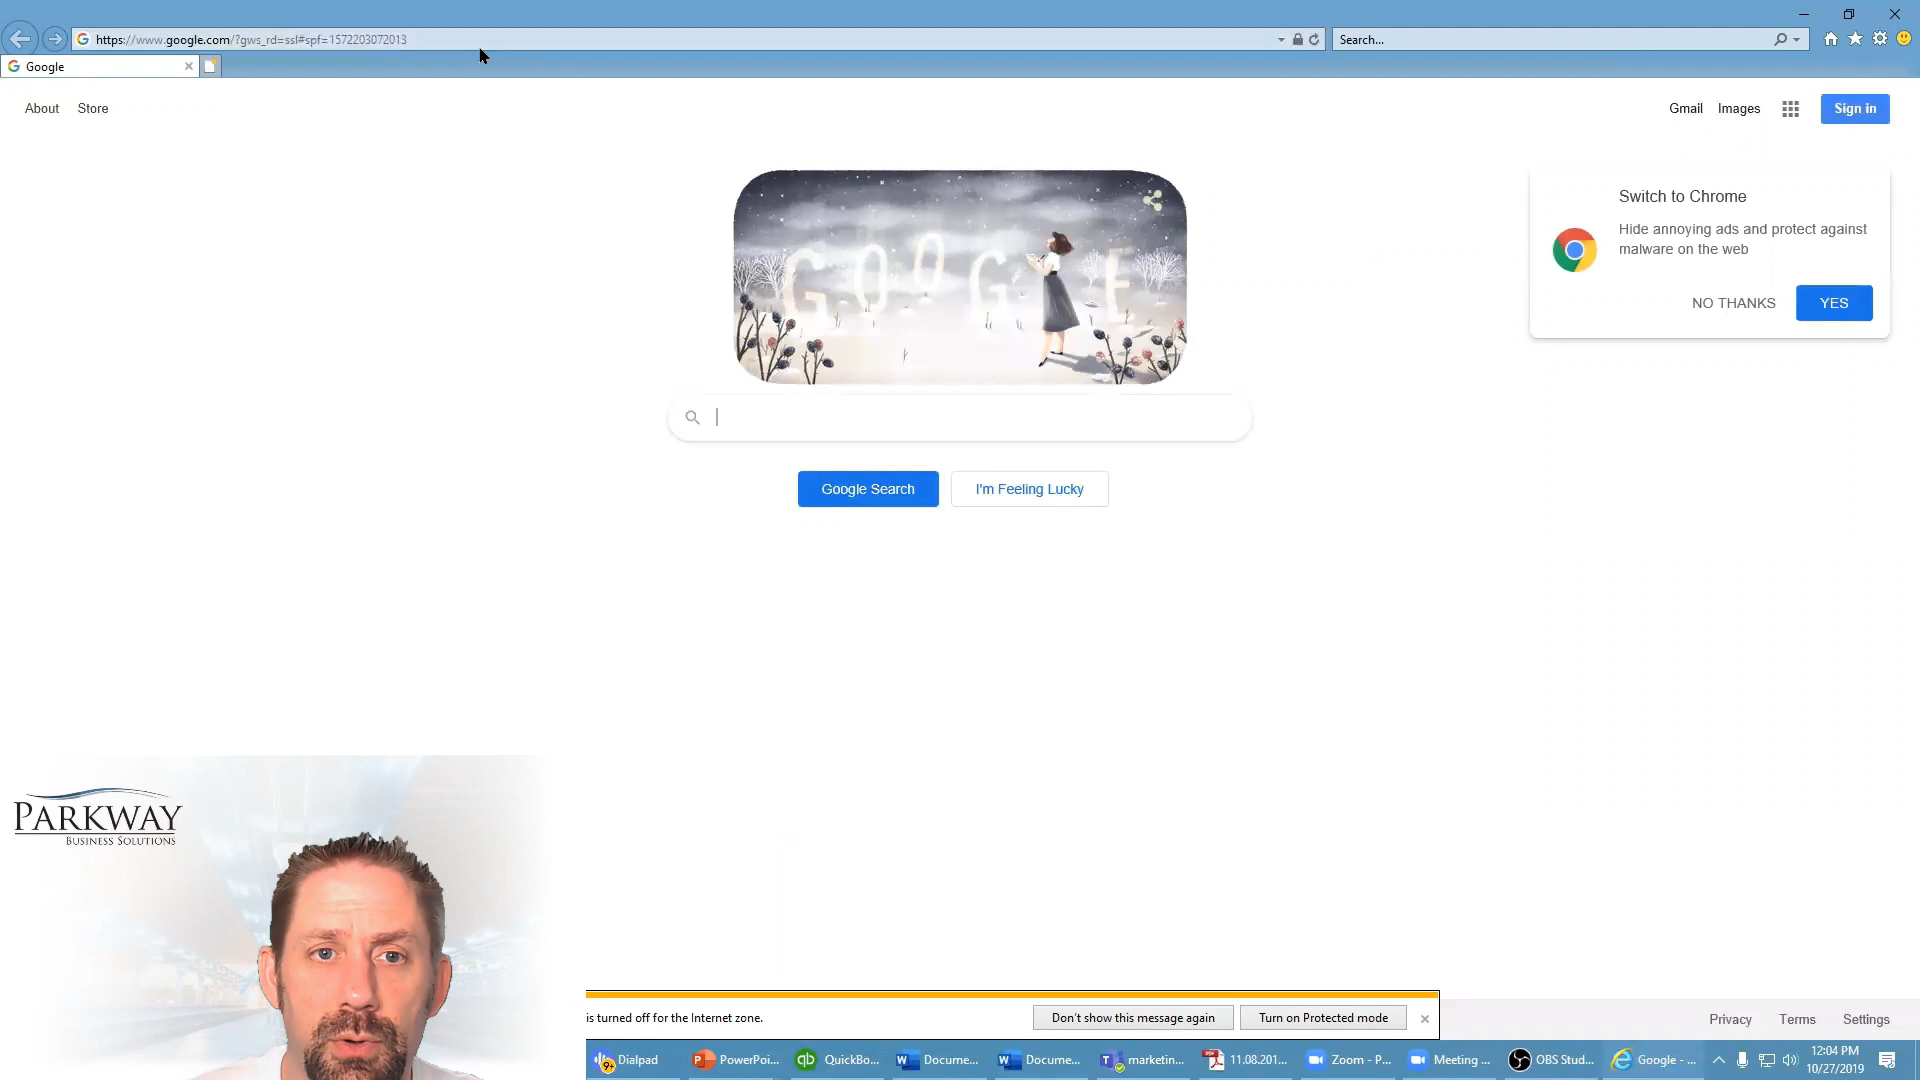 https://www.google.com/?gws_rd=ssl#spf=1572203072013
Search...
Google
About
Store
Gmail
Images
Sign in
GOOGLE
Switch to Chrome
Hide annoying ads and protect against
malware on the web
NO THANKS
YES
Google Search
I'm Feeling Lucky
PARKWAY
BUSINESS SOLUTIONS
is turned off for the Internet zone.
Don't show this message again
Turn on Protected mode
Privacy
Terms
Settings
9+
Dialpad
PowerPoi...
QuickBo...
Docume...
Docume...
marketin...
11.08.201...
Zoom - P...
Meeting ...
OBS Stud...
Google - ...
12:04 PM
10/27/2019